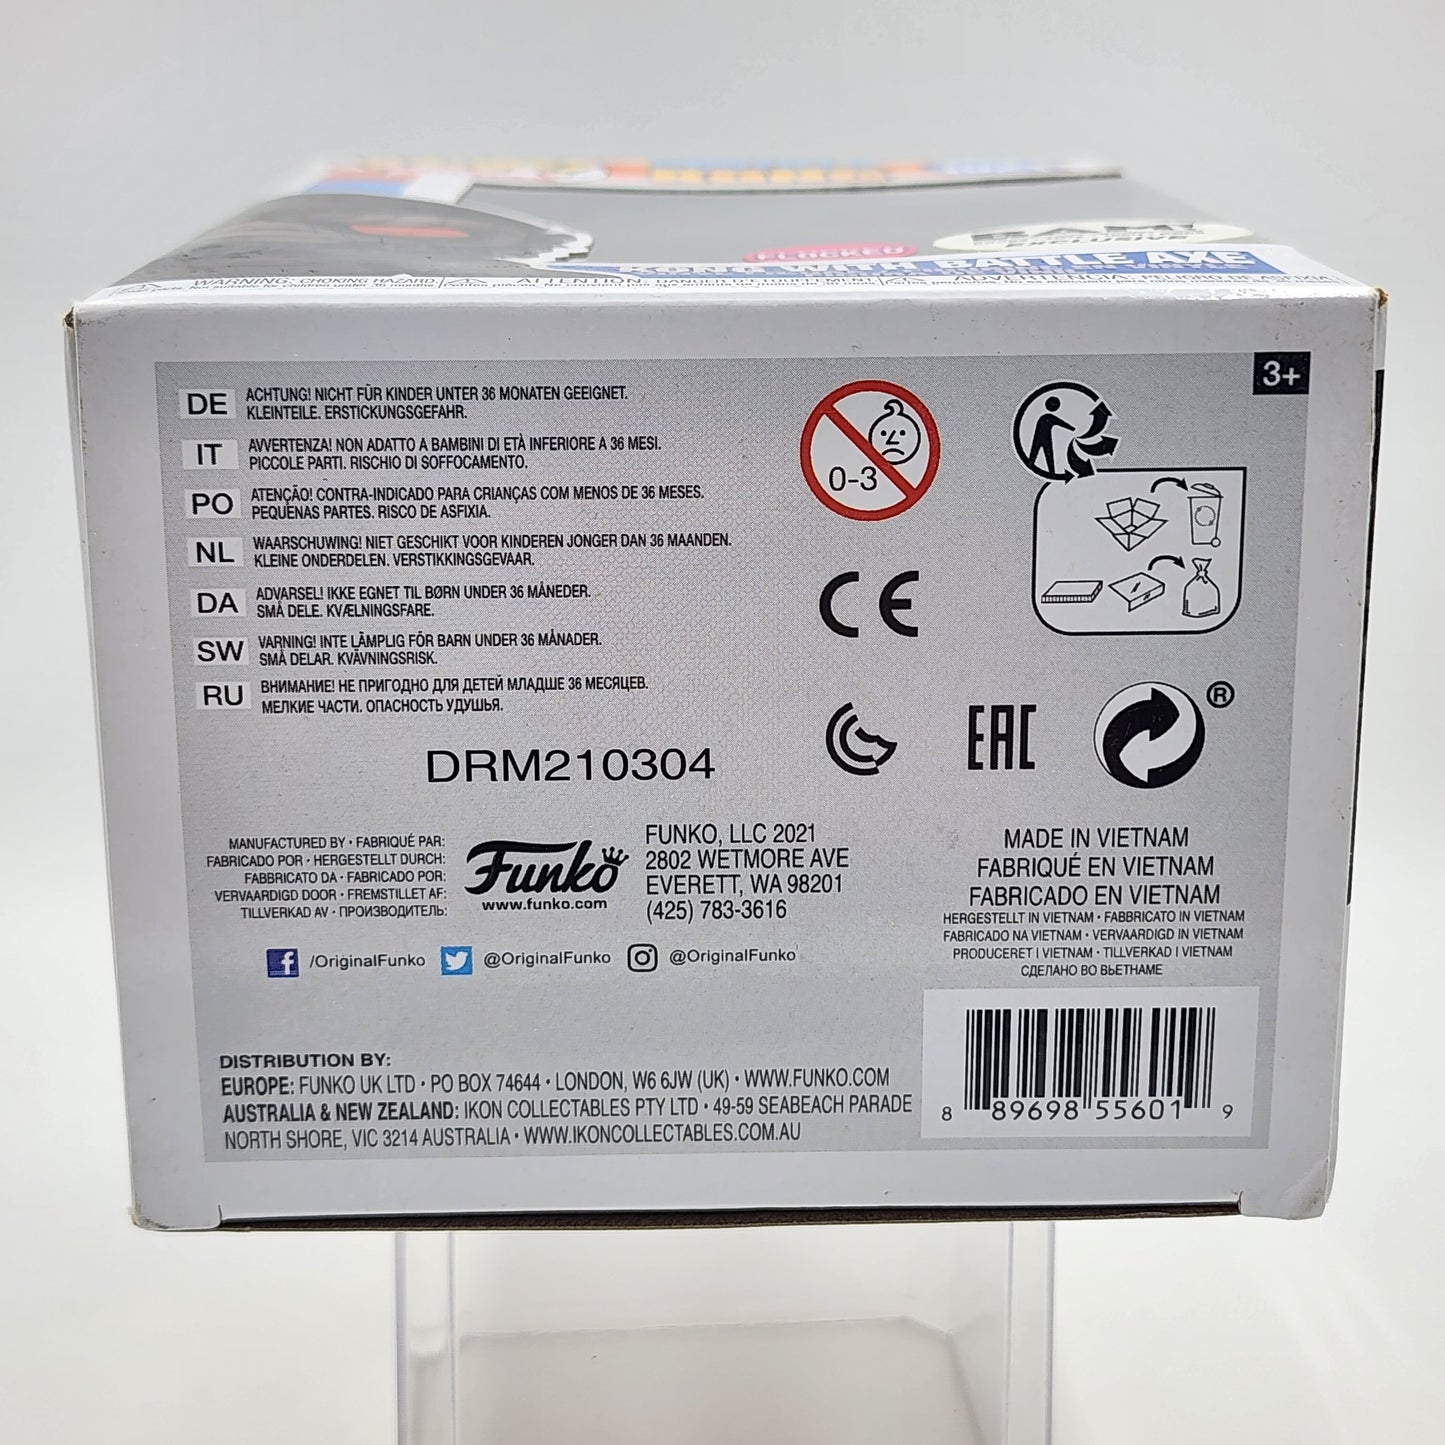 FLOCKED
BAM!
EXCLUSIVE
KONG WITH BATTLE AXE
WARNING: CHOKING HAZARD
3+
DE ACHTUNG! NICHT FÜR KINDER UNTER 36 MONATEN GEEIGNET.
KLEINTEILE. ERSTICKUNGSGEFAHR.
IT AVVERTENZA! NON ADATTO A BAMBINI DI ETÀ INFERIORE A 36 MESI.
PICCOLE PARTI. RISCHIO DI SOFFOCAMENTO.
PO ATENÇÃO! CONTRA-INDICADO PARA CRIANÇAS COM MENOS DE 36 MESES.
PEQUENAS PARTES. RISCO DE ASFIXIA.
NL WAARSCHUWING! NIET GESCHIKT VOOR KINDEREN JONGER DAN 36 MAANDEN.
KLEINE ONDERDELEN. VERSTIKKINGSGEVAAR.
DA ADVARSEL! IKKE EGNET TIL BØRN UNDER 36 MÅNEDER.
SMÅ DELE. KVÆLNINGSFARE.
SW VARNING! INTE LÄMPLIG FÖR BARN UNDER 36 MÅNADER.
SMÅ DELAR. KVÄVNINGSRISK.
RU ВНИМАНИЕ! НЕ ПРИГОДНО ДЛЯ ДЕТЕЙ МЛАДШЕ 36 МЕСЯЦЕВ.
МЕЛКИЕ ЧАСТИ. ОПАСНОСТЬ УДУШЬЯ.
0-3
CE
EAC
®
DRM210304
MANUFACTURED BY • FABRIQUÉ PAR:
FABRICADO POR • HERGESTELLT DURCH:
FABBRICATO DA • FABRICADO POR:
VERVAARDIGD DOOR • FREMSTILLET AF:
TILLVERKAD AV • ПРОИЗВОДИТЕЛЬ:
Funko
www.funko.com
FUNKO, LLC 2021
2802 WETMORE AVE
EVERETT, WA 98201
(425) 783-3616
MADE IN VIETNAM
FABRIQUÉ EN VIETNAM
FABRICADO EN VIETNAM
HERGESTELLT IN VIETNAM • FABBRICATO IN VIETNAM
FABRICADO NA VIETNAM • VERVAARDIGD IN VIETNAM
PRODUCERET I VIETNAM • TILLVERKAD I VIETNAM
СДЕЛАНО ВО ВЬЕТНАМЕ
/OriginalFunko @OriginalFunko @OriginalFunko
DISTRIBUTION BY:
EUROPE: FUNKO UK LTD • PO BOX 74644 • LONDON, W6 6JW (UK) • WWW.FUNKO.COM
AUSTRALIA & NEW ZEALAND: IKON COLLECTABLES PTY LTD • 49-59 SEABEACH PARADE
NORTH SHORE, VIC 3214 AUSTRALIA • WWW.IKONCOLLECTABLES.COM.AU
8 89698 55601 9